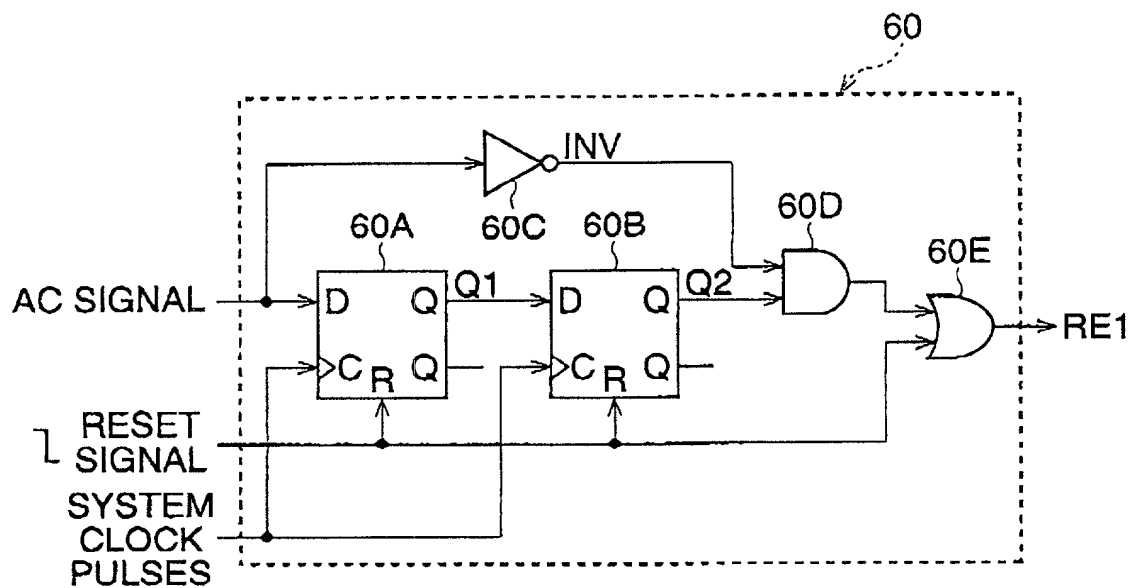 60
INV
60C
60A
60B
60D
60E
AC SIGNAL
D
Q
Q1
D
Q
Q2
RE1
C
R
Q
C
R
Q
RESET
SIGNAL
SYSTEM
CLOCK
PULSES